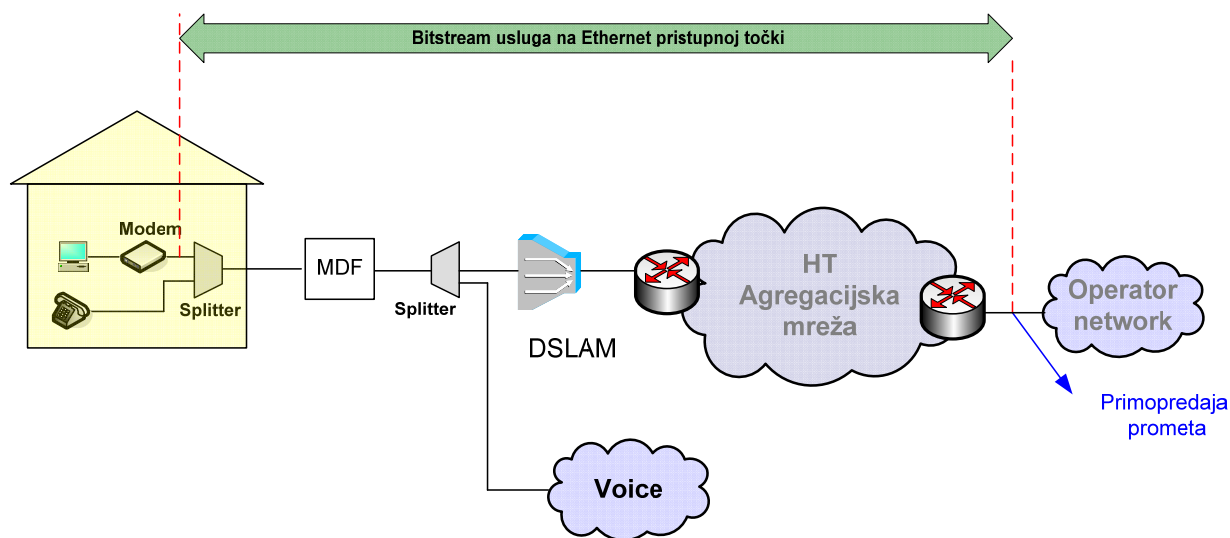 Bitstream usluga na Ethernet pristupnoj točki
Modem
Splitter
MDF
Splitter
DSLAM
HT
Agregacijska
mreža
Operator
network
Primopredaja
prometa
Voice